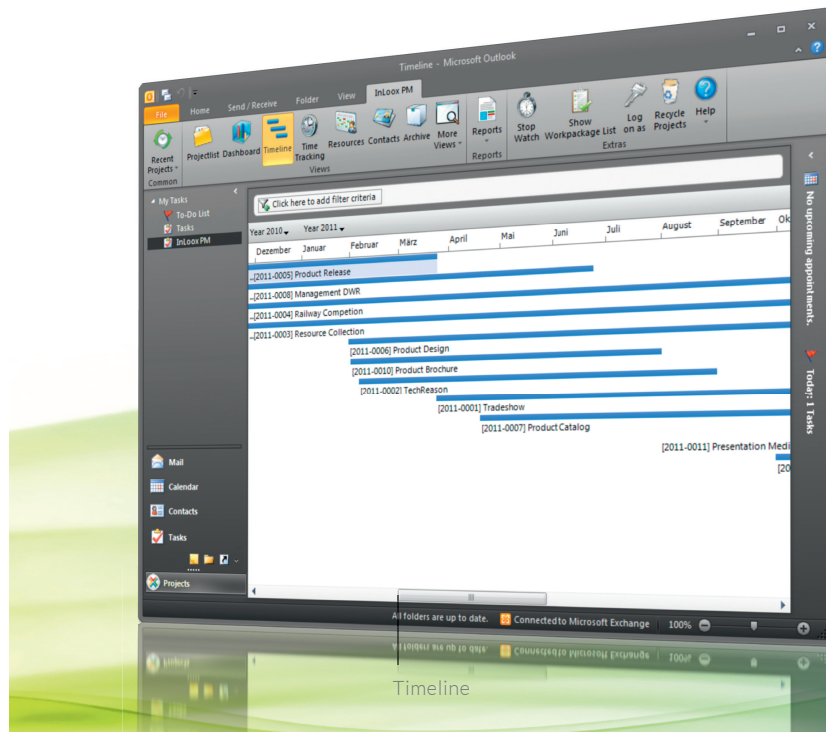 Timeline - Microsoft Outlook
File Home Send / Receive Folder View InLoox PM
Recent Projects
Projectlist Dashboard Timeline Time Tracking Resources Contacts Archive More Views
Reports
Stop Watch Show Workpackage List Log on as Recycle Projects Help
Common Views Reports Extras
My Tasks
To-Do List
Tasks
InLoox PM
Click here to add filter criteria
Year 2010 Year 2011
Dezember Januar Februar März April Mai Juni Juli August September Ok
...[2011-0005] Product Release
...[2011-0008] Management DWR
...[2011-0004] Railway Competion
...[2011-0003] Resource Collection
[2011-0006] Product Design
[2011-0010] Product Brochure
[2011-0002] TechReason
[2011-0001] Tradeshow
[2011-0007] Product Catalog
[2011-0011] Presentation Medi
[20
No upcoming appointments.
Today: 1 Tasks
Mail
Calendar
Contacts
Tasks
Projects
All folders are up to date. Connected to Microsoft Exchange 100%
Timeline